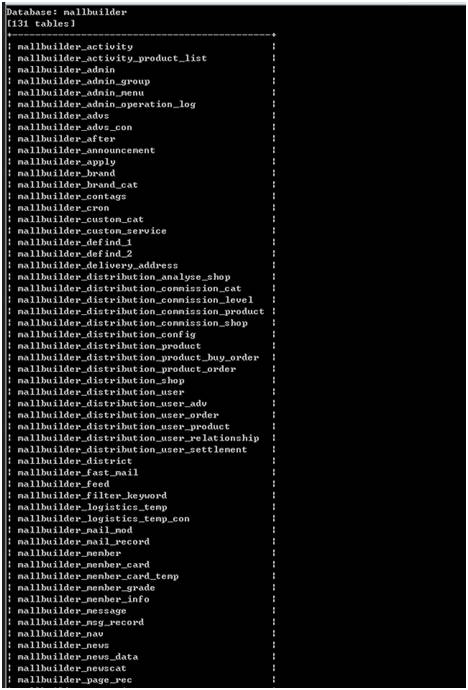 Database: mallbuilder
[131 tables]
+------------------------------------------+
| mallbuilder_activity |
| mallbuilder_activity_product_list |
| mallbuilder_admin |
| mallbuilder_admin_group |
| mallbuilder_admin_menu |
| mallbuilder_admin_operation_log |
| mallbuilder_advs |
| mallbuilder_advs_con |
| mallbuilder_after |
| mallbuilder_announcement |
| mallbuilder_apply |
| mallbuilder_brand |
| mallbuilder_brand_cat |
| mallbuilder_contags |
| mallbuilder_cron |
| mallbuilder_custom_cat |
| mallbuilder_custom_service |
| mallbuilder_defind_1 |
| mallbuilder_defind_2 |
| mallbuilder_delivery_address |
| mallbuilder_distribution_analyse_shop |
| mallbuilder_distribution_commission_cat |
| mallbuilder_distribution_commission_level |
| mallbuilder_distribution_commission_product |
| mallbuilder_distribution_commission_shop |
| mallbuilder_distribution_config |
| mallbuilder_distribution_product |
| mallbuilder_distribution_product_buy_order |
| mallbuilder_distribution_product_order |
| mallbuilder_distribution_shop |
| mallbuilder_distribution_user |
| mallbuilder_distribution_user_adv |
| mallbuilder_distribution_user_order |
| mallbuilder_distribution_user_product |
| mallbuilder_distribution_user_relationship |
| mallbuilder_distribution_user_settlement |
| mallbuilder_district |
| mallbuilder_fast_mail |
| mallbuilder_feed |
| mallbuilder_filter_keyword |
| mallbuilder_logistics_temp |
| mallbuilder_logistics_temp_con |
| mallbuilder_mail_mod |
| mallbuilder_mail_record |
| mallbuilder_member |
| mallbuilder_member_card |
| mallbuilder_member_card_temp |
| mallbuilder_member_grade |
| mallbuilder_member_info |
| mallbuilder_message |
| mallbuilder_msg_record |
| mallbuilder_nav |
| mallbuilder_news |
| mallbuilder_news_data |
| mallbuilder_newscat |
| mallbuilder_page_rec |